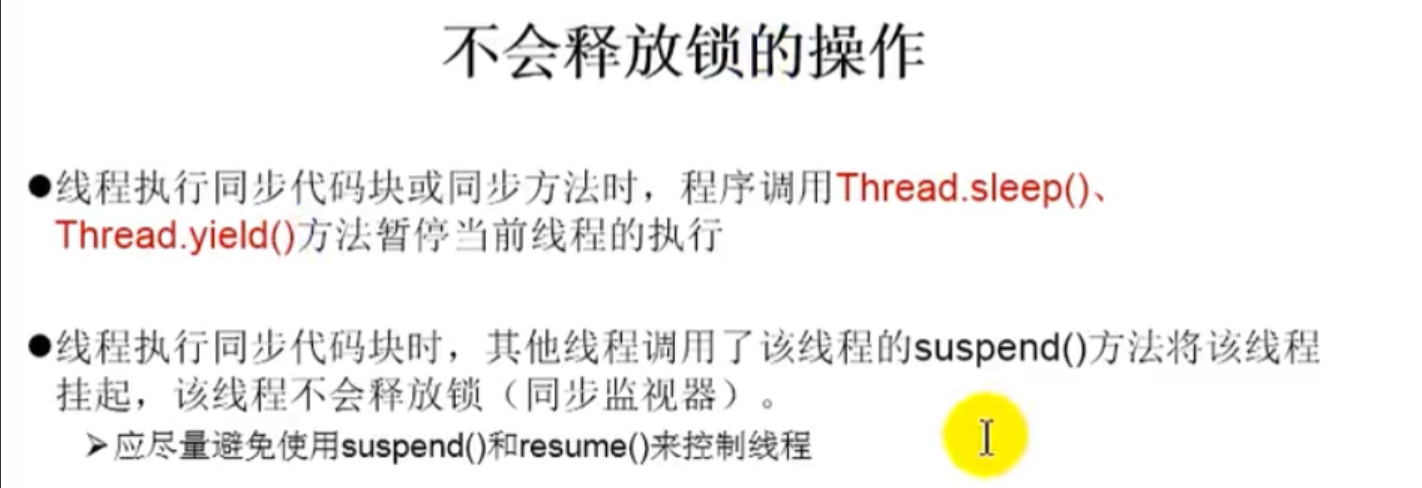 不会释放锁的操作
●线程执行同步代码块或同步方法时，程序调用Thread.sleep()、
Thread.yield()方法暂停当前线程的执行
●线程执行同步代码块时，其他线程调用了该线程的suspend()方法将该线程
挂起，该线程不会释放锁（同步监视器）。
➢应尽量避免使用suspend()和resume()来控制线程